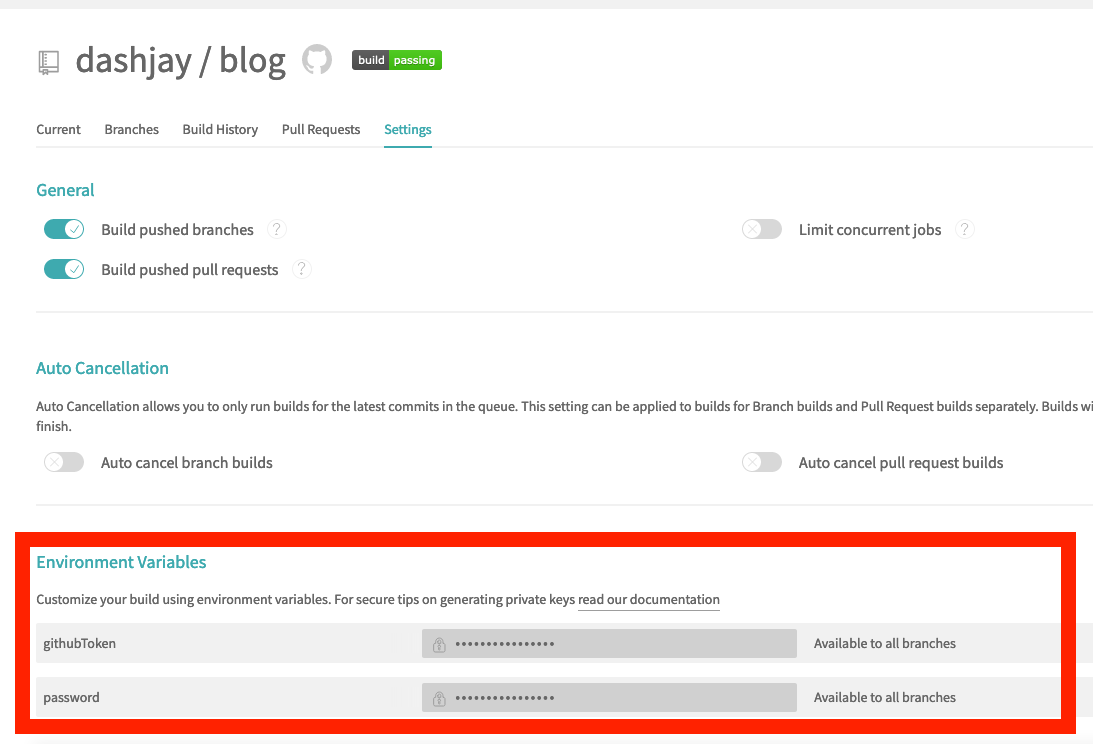 dashjay / blog
build passing
Current Branches Build History Pull Requests Settings
General
Build pushed branches ? Limit concurrent jobs ?
Build pushed pull requests ?
Auto Cancellation
Auto Cancellation allows you to only run builds for the latest commits in the queue. This setting can be applied to builds for Branch builds and Pull Request builds separately. Builds wi
finish.
Auto cancel branch builds Auto cancel pull request builds
Environment Variables
Customize your build using environment variables. For secure tips on generating private keys read our documentation
githubToken •••••••••••••••• Available to all branches
password •••••••••••••••• Available to all branches